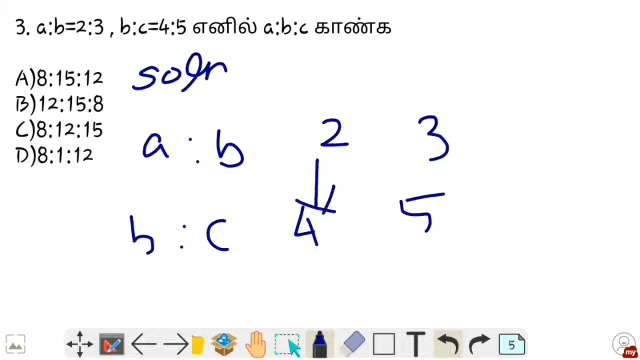 3. a:b=2:3 , b:c=4:5 எனில் a:b:c காண்க
A)8:15:12
B)12:15:8
C)8:12:15
D)8:1:12
soln
a : b 2 3
b : c 4 5
T 5
my